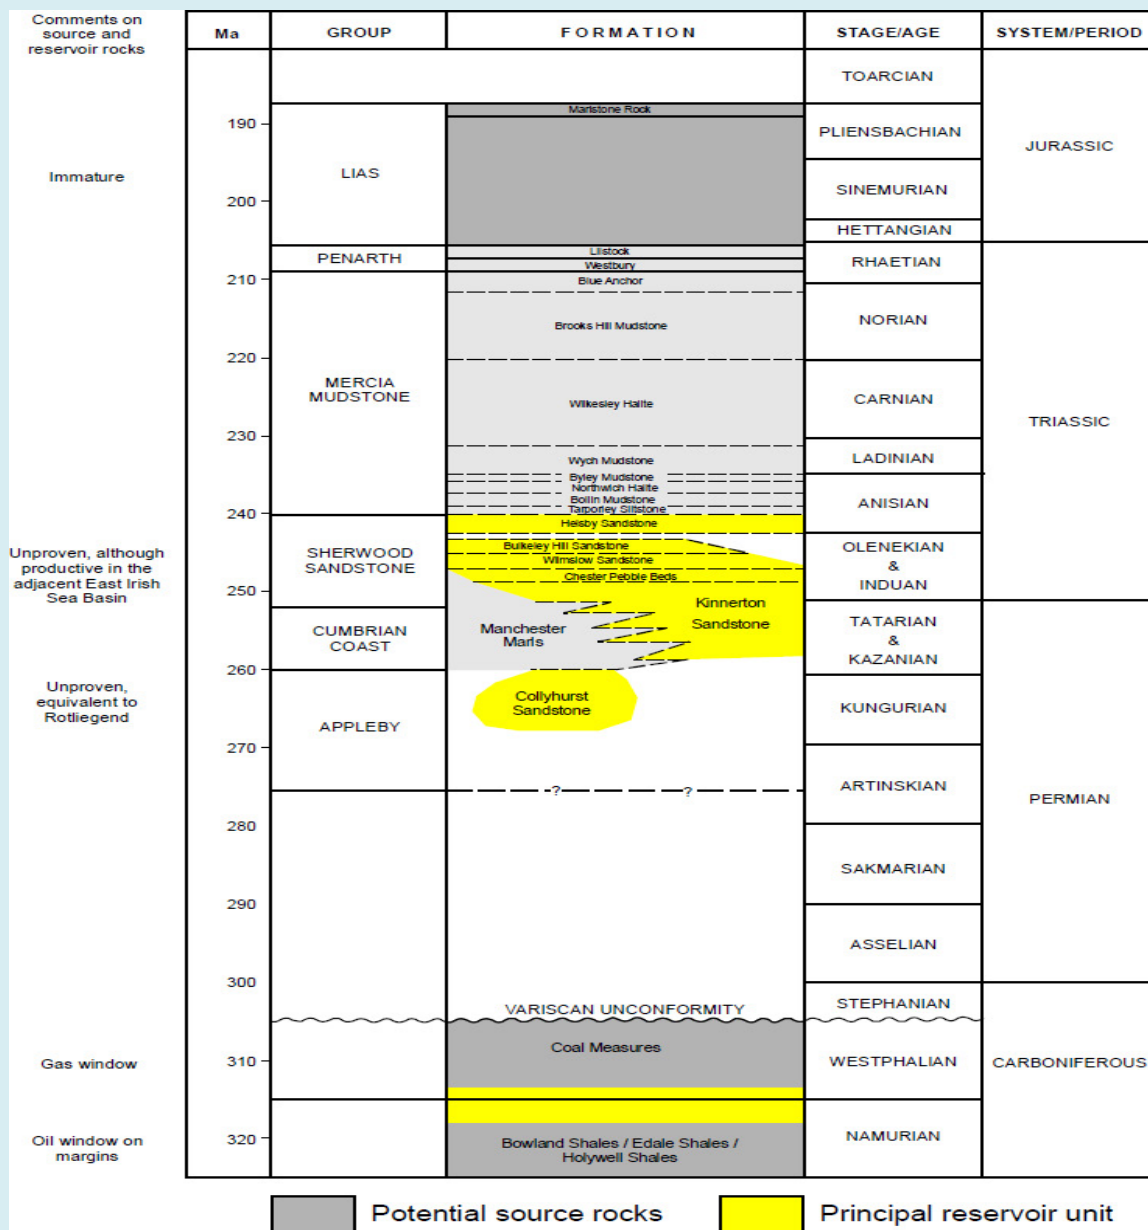 Comments on
source and
reservoir rocks
Ma
GROUP
FORMATION
STAGE/AGE
SYSTEM/PERIOD
TOARCIAN
Marlstone Rock
190
PLIENSBACHIAN
JURASSIC
Immature
LIAS
SINEMURIAN
200
HETTANGIAN
Lilstock
PENARTH
RHAETIAN
Westbury
210
Blue Anchor
NORIAN
Brooks Hill Mudstone
220
MERCIA
MUDSTONE
CARNIAN
Wilkesley Halite
TRIASSIC
230
LADINIAN
Wych Mudstone
Byley Mudstone
Northwich Halite
Bollin Mudstone
ANISIAN
Tarporley Siltstone
240
Helsby Sandstone
Unproven, although
productive in the
adjacent East Irish
Sea Basin
SHERWOOD
SANDSTONE
Bulkeley Hill Sandstone
Wilmslow Sandstone
Chester Pebble Beds
OLENEKIAN
&
INDUAN
250
Kinnerton
Sandstone
CUMBRIAN
COAST
Manchester
Marls
TATARIAN
&
KAZANIAN
260
Unproven,
equivalent to
Rotliegend
Collyhurst
Sandstone
KUNGURIAN
APPLEBY
270
ARTINSKIAN
? ?
PERMIAN
280
SAKMARIAN
290
ASSELIAN
300
VARISCAN UNCONFORMITY
STEPHANIAN
Coal Measures
Gas window
310
WESTPHALIAN
CARBONIFEROUS
Oil window on
margins
320
Bowland Shales / Edale Shales /
Holywell Shales
NAMURIAN
Potential source rocks
Principal reservoir unit